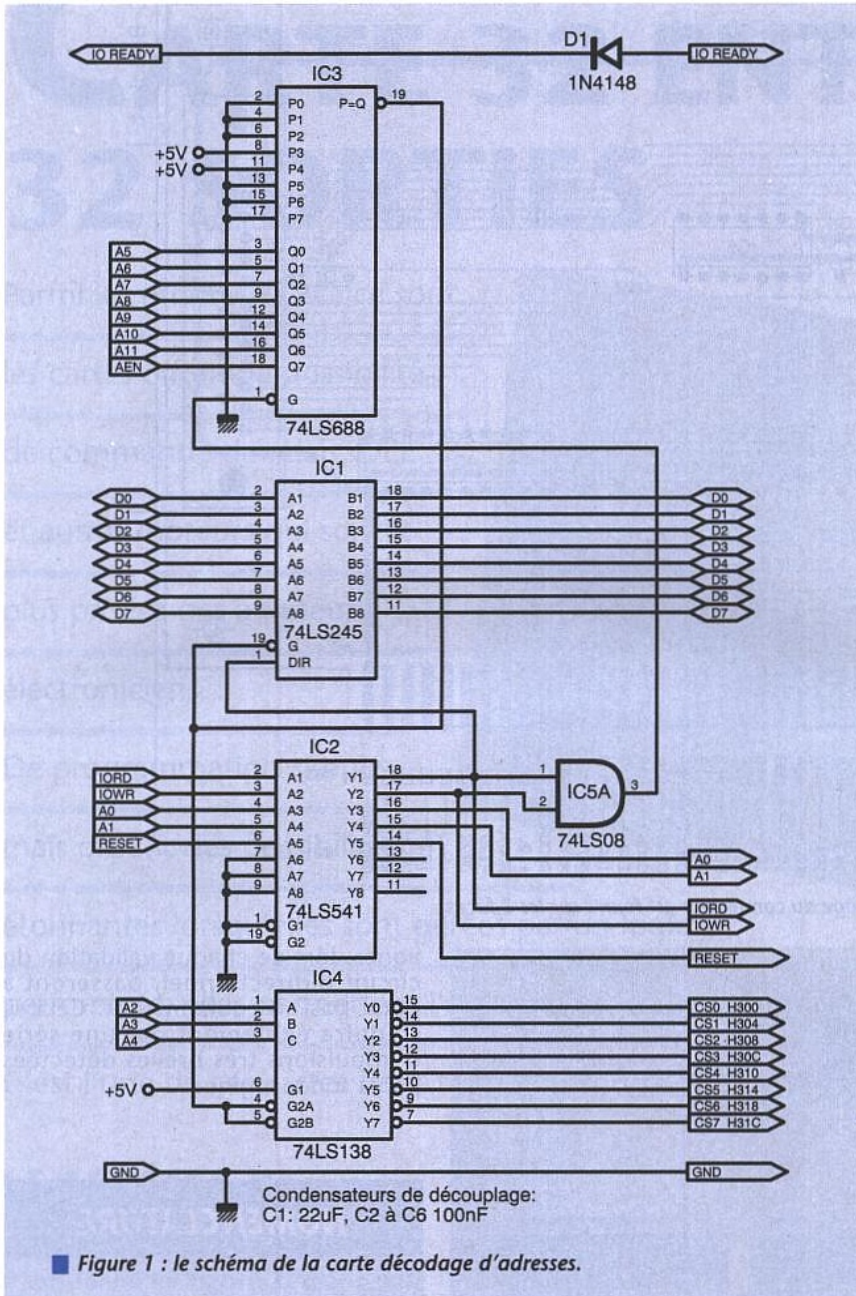 IO READY D1 IO READY
1N4148
IC3
2 P0 P=Q 19
4 P1
6 P2
+5V 8 P3
+5V 11 P4
13 P5
15 P6
17 P7
A5 3 Q0
A6 5 Q1
A7 7 Q2
A8 9 Q3
A9 12 Q4
A10 14 Q5
A11 16 Q6
AEN 18 Q7
1 G
74LS688
IC1
D0 2 A1 B1 18 D0
D1 3 A2 B2 17 D1
D2 4 A3 B3 16 D2
D3 5 A4 B4 15 D3
D4 6 A5 B5 14 D4
D5 7 A6 B6 13 D5
D6 8 A7 B7 12 D6
D7 9 A8 B8 11 D7
74LS245
19 G
1 DIR
IC2
IORD 2 A1 Y1 18 1
IOWR 3 A2 Y2 17 IC5A 3
A0 4 A3 Y3 16 2
A1 5 A4 Y4 15 74LS08
RESET 6 A5 Y5 14
7 A6 Y6 13 A0
8 A7 Y7 12 A1
9 A8 Y8 11
74LS541 IORD
1 G1 IOWR
19 G2 RESET
IC4
A2 1 A Y0 15 CS0 H300
A3 2 B Y1 14 CS1 H304
A4 3 C Y2 13 CS2 H308
Y3 12 CS3 H30C
Y4 11 CS4 H310
+5V 6 G1 Y5 10 CS5 H314
4 G2A Y6 9 CS6 H318
5 G2B Y7 7 CS7 H31C
74LS138
GND GND
Condensateurs de découplage:
C1: 22uF, C2 à C6 100nF
Figure 1 : le schéma de la carte décodage d'adresses.